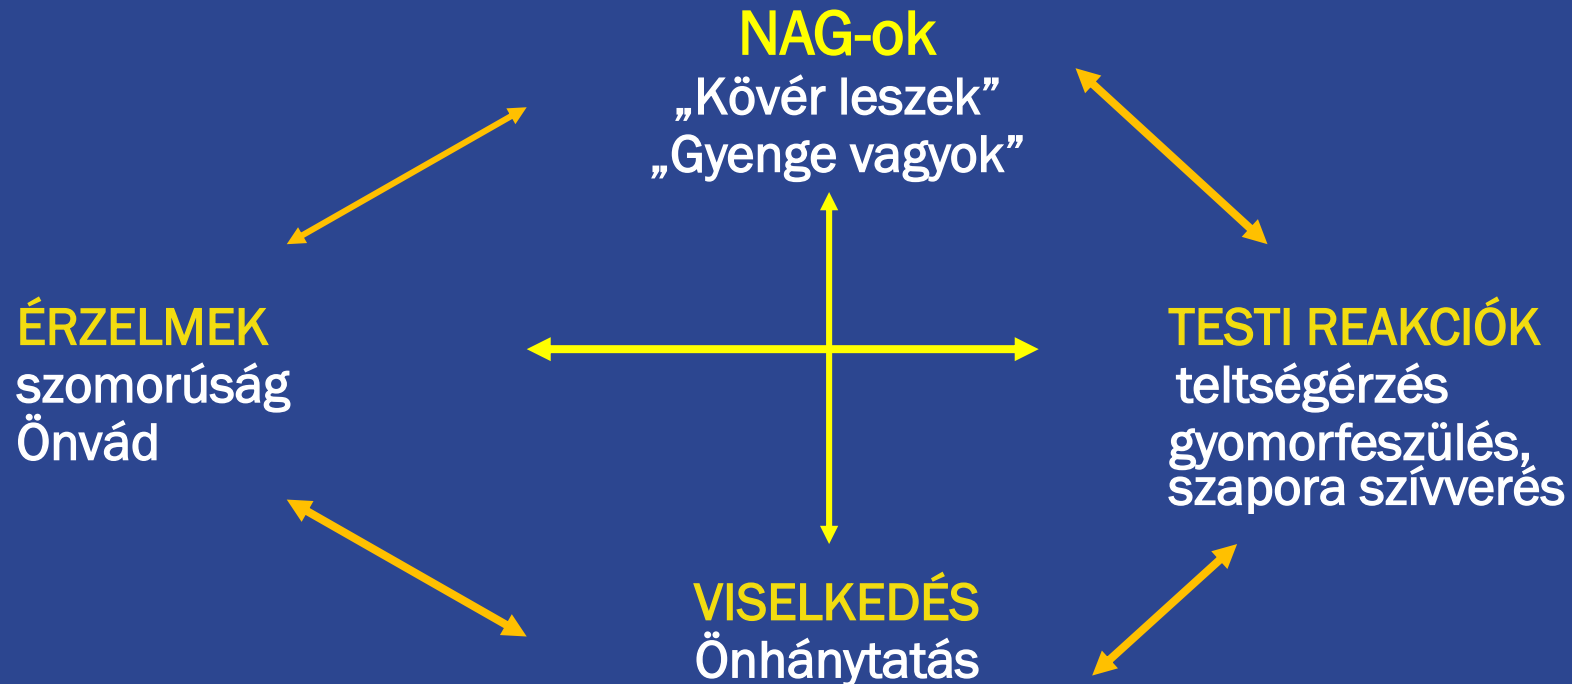 NAG-ok
„Kövér leszek”
„Gyenge vagyok”
ÉRZELMEK
szomorúság
Önvád
TESTI REAKCIÓK
teltségérzés
gyomorfeszülés,
szapora szívverés
VISELKEDÉS
Önhánytatás